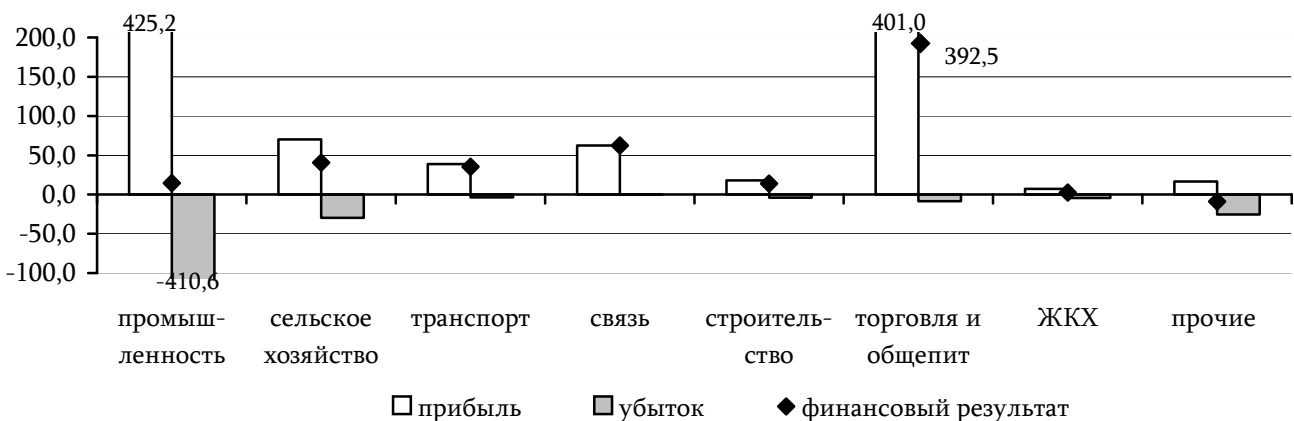 425,2
401,0
200,0
392,5
150,0
100,0
50,0
0,0
-50,0
-100,0
-410,6
промыш-
ленность
сельское
хозяйство
транспорт
связь
строитель-
ство
торговля и
общепит
ЖКХ
прочие
прибыль
убыток
финансовый результат